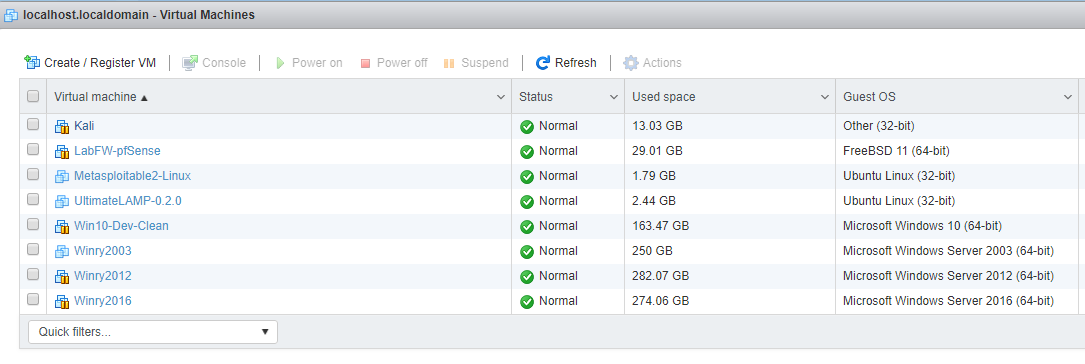 localhost.localdomain - Virtual Machines
Create / Register VM Console Power on Power off Suspend Refresh Actions
Virtual machine Status Used space Guest OS
Kali Normal 13.03 GB Other (32-bit)
LabFW-pfSense Normal 29.01 GB FreeBSD 11 (64-bit)
Metasploitable2-Linux Normal 1.79 GB Ubuntu Linux (32-bit)
UltimateLAMP-0.2.0 Normal 2.44 GB Ubuntu Linux (32-bit)
Win10-Dev-Clean Normal 163.47 GB Microsoft Windows 10 (64-bit)
Winry2003 Normal 250 GB Microsoft Windows Server 2003 (64-bit)
Winry2012 Normal 282.07 GB Microsoft Windows Server 2012 (64-bit)
Winry2016 Normal 274.06 GB Microsoft Windows Server 2016 (64-bit)
Quick filters...